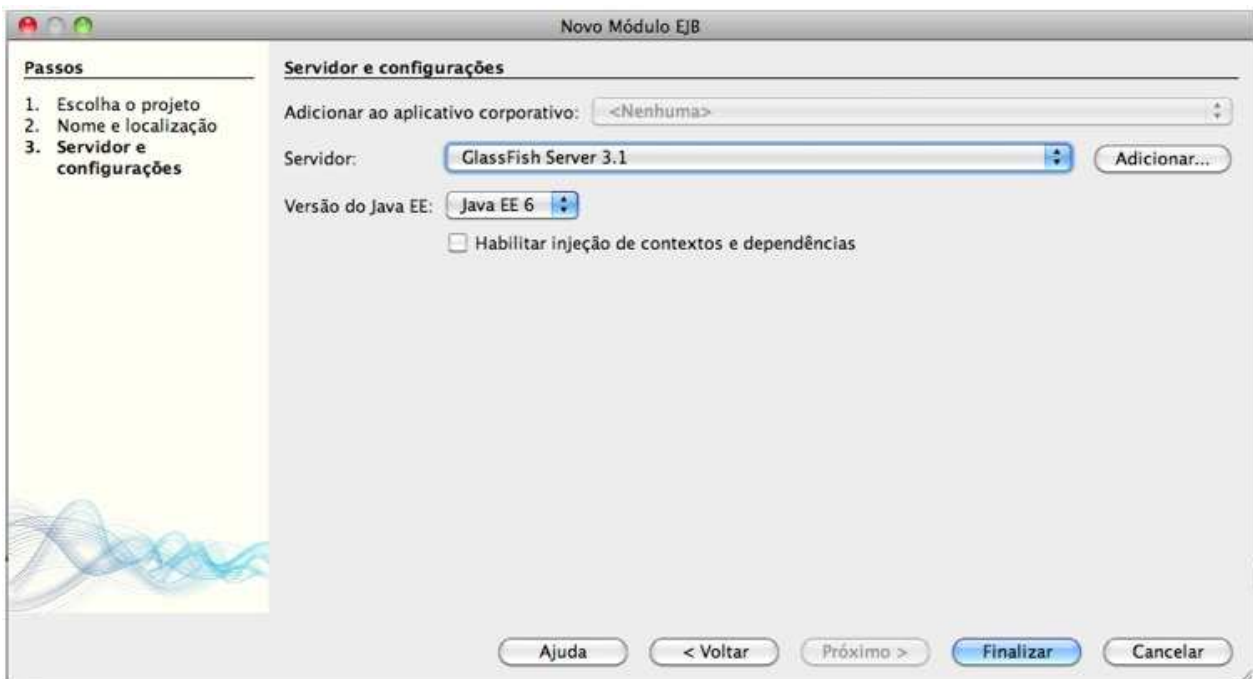 Novo Módulo EJB
Passos
1. Escolha o projeto
2. Nome e localização
3. Servidor e
configurações
Servidor e configurações
Adicionar ao aplicativo corporativo: <Nenhuma>
Servidor: GlassFish Server 3.1 Adicionar...
Versão do Java EE: Java EE 6
Habilitar injeção de contextos e dependências
Ajuda < Voltar Próximo > Finalizar Cancelar